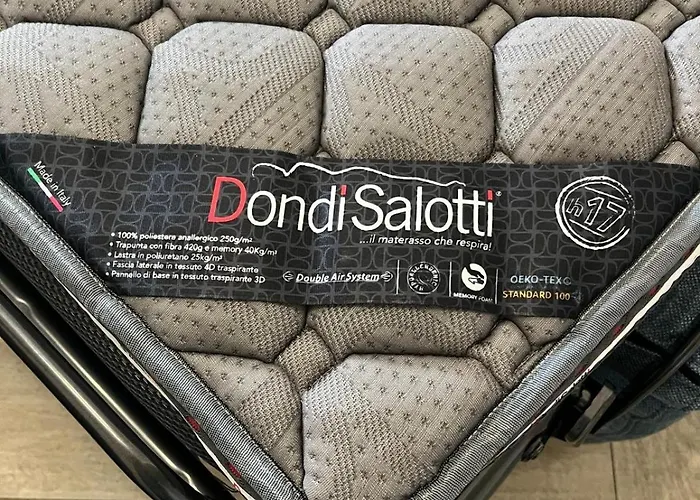 Made in Italy
DondiSalotti®
...il materasso che respira!
h17
• 100% poliestere anallergico 250g/m²
• Trapunta con fibra 420g e memory 40Kg/m³
• Lastra in poliuretano 25kg/m³
• Fascia laterale in tessuto 4D traspirante
• Pannello di base in tessuto traspirante 3D
Double Air System
HYPALLERGENIC
MEMORY FOAM
OEKO-TEX
STANDARD 100